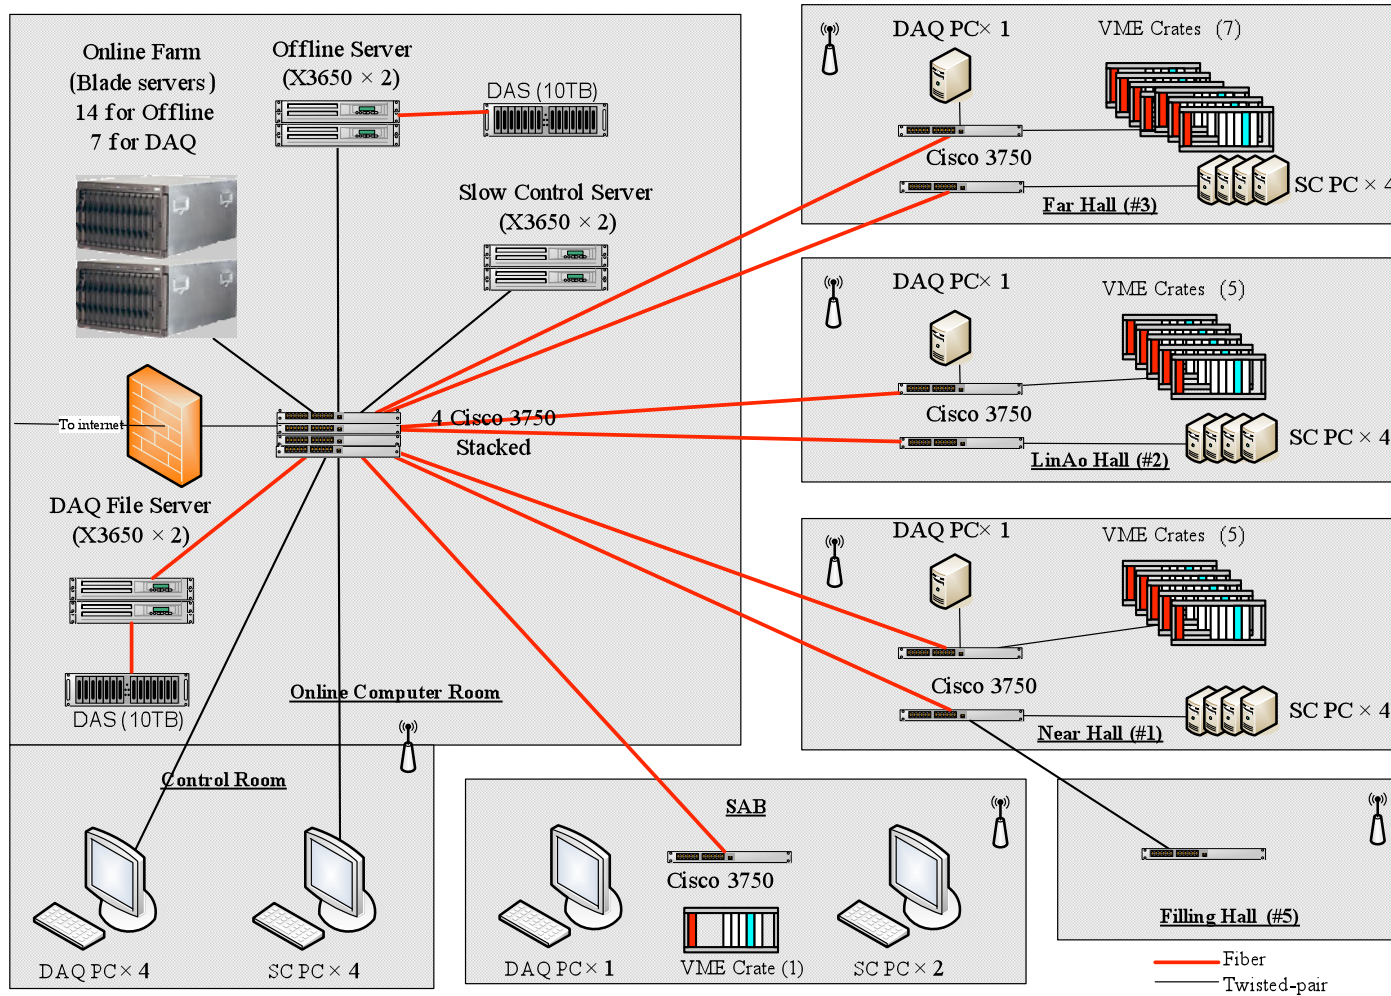 Online Farm
(Blade servers)
14 for Offline
7 for DAQ
Offline Server
(X3650 × 2)
DAS (10TB)
Slow Control Server
(X3650 × 2)
To internet
4 Cisco 3750
Stacked
DAQ File Server
(X3650 × 2)
DAS (10TB)
Online Computer Room
Control Room
DAQ PC × 4
SC PC × 4
DAQ PC × 1
VME Crates (7)
Cisco 3750
SC PC × 4
Far Hall (#3)
DAQ PC × 1
VME Crates (5)
Cisco 3750
SC PC × 4
LinAo Hall (#2)
DAQ PC × 1
VME Crates (5)
Cisco 3750
SC PC × 4
Near Hall (#1)
SAB
Cisco 3750
DAQ PC × 1
VME Crate (1)
SC PC × 2
Filling Hall (#5)
Fiber
Twisted-pair